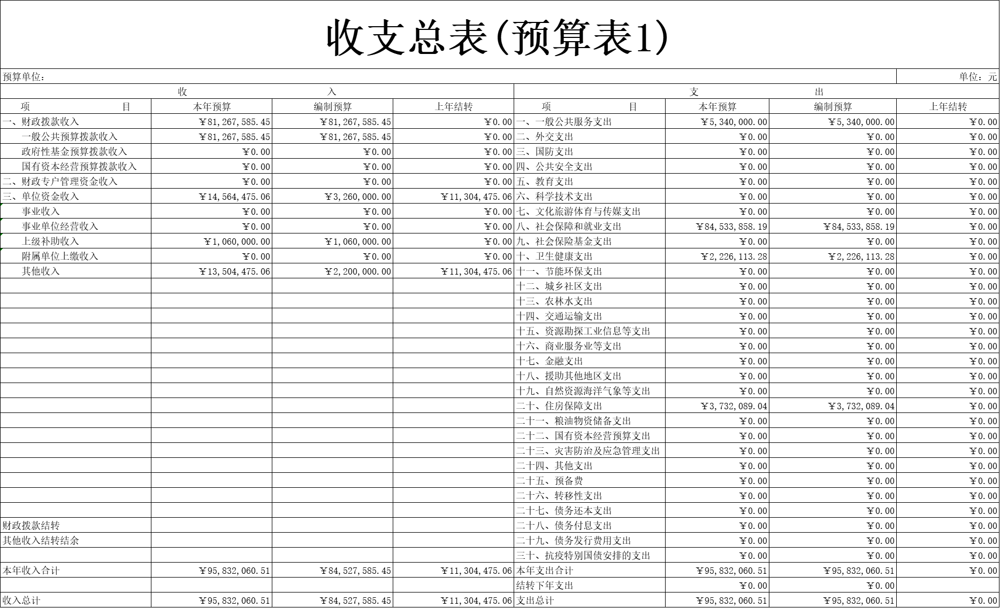 收支总表(预算表1)
预算单位： 单位：元
收 入 支 出
项 目 本年预算 编制预算 上年结转 项 目 本年预算 编制预算 上年结转
一、财政拨款收入 ￥81,267,585.45 ￥81,267,585.45 ￥0.00 一、一般公共服务支出 ￥5,340,000.00 ￥5,340,000.00 ￥0.00
一般公共预算拨款收入 ￥81,267,585.45 ￥81,267,585.45 ￥0.00 二、外交支出 ￥0.00 ￥0.00 ￥0.00
政府性基金预算拨款收入 ￥0.00 ￥0.00 ￥0.00 三、国防支出 ￥0.00 ￥0.00 ￥0.00
国有资本经营预算拨款收入 ￥0.00 ￥0.00 ￥0.00 四、公共安全支出 ￥0.00 ￥0.00 ￥0.00
二、财政专户管理资金收入 ￥0.00 ￥0.00 ￥0.00 五、教育支出 ￥0.00 ￥0.00 ￥0.00
三、单位资金收入 ￥14,564,475.06 ￥3,260,000.00 ￥11,304,475.06 六、科学技术支出 ￥0.00 ￥0.00 ￥0.00
事业收入 ￥0.00 ￥0.00 ￥0.00 七、文化旅游体育与传媒支出 ￥0.00 ￥0.00 ￥0.00
事业单位经营收入 ￥0.00 ￥0.00 ￥0.00 八、社会保障和就业支出 ￥84,533,858.19 ￥84,533,858.19 ￥0.00
上级补助收入 ￥1,060,000.00 ￥1,060,000.00 ￥0.00 九、社会保险基金支出 ￥0.00 ￥0.00 ￥0.00
附属单位上缴收入 ￥0.00 ￥0.00 ￥0.00 十、卫生健康支出 ￥2,226,113.28 ￥2,226,113.28 ￥0.00
其他收入 ￥13,504,475.06 ￥2,200,000.00 ￥11,304,475.06 十一、节能环保支出 ￥0.00 ￥0.00 ￥0.00
十二、城乡社区支出 ￥0.00 ￥0.00 ￥0.00
十三、农林水支出 ￥0.00 ￥0.00 ￥0.00
十四、交通运输支出 ￥0.00 ￥0.00 ￥0.00
十五、资源勘探工业信息等支出 ￥0.00 ￥0.00 ￥0.00
十六、商业服务业等支出 ￥0.00 ￥0.00 ￥0.00
十七、金融支出 ￥0.00 ￥0.00 ￥0.00
十八、援助其他地区支出 ￥0.00 ￥0.00 ￥0.00
十九、自然资源海洋气象等支出 ￥0.00 ￥0.00 ￥0.00
二十、住房保障支出 ￥3,732,089.04 ￥3,732,089.04 ￥0.00
二十一、粮油物资储备支出 ￥0.00 ￥0.00 ￥0.00
二十二、国有资本经营预算支出 ￥0.00 ￥0.00 ￥0.00
二十三、灾害防治及应急管理支出 ￥0.00 ￥0.00 ￥0.00
二十四、其他支出 ￥0.00 ￥0.00 ￥0.00
二十五、预备费 ￥0.00 ￥0.00 ￥0.00
二十六、转移性支出 ￥0.00 ￥0.00 ￥0.00
二十七、债务还本支出 ￥0.00 ￥0.00 ￥0.00
财政拨款结转 二十八、债务付息支出 ￥0.00 ￥0.00 ￥0.00
其他收入结转结余 二十九、债务发行费用支出 ￥0.00 ￥0.00 ￥0.00
三十、抗疫特别国债安排的支出 ￥0.00 ￥0.00 ￥0.00
本年收入合计 ￥95,832,060.51 ￥84,527,585.45 ￥11,304,475.06 本年支出合计 ￥95,832,060.51 ￥95,832,060.51 ￥0.00
结转下年支出 ￥0.00 ￥0.00
收入总计 ￥95,832,060.51 ￥84,527,585.45 ￥11,304,475.06 支出总计 ￥95,832,060.51 ￥95,832,060.51 ￥0.00